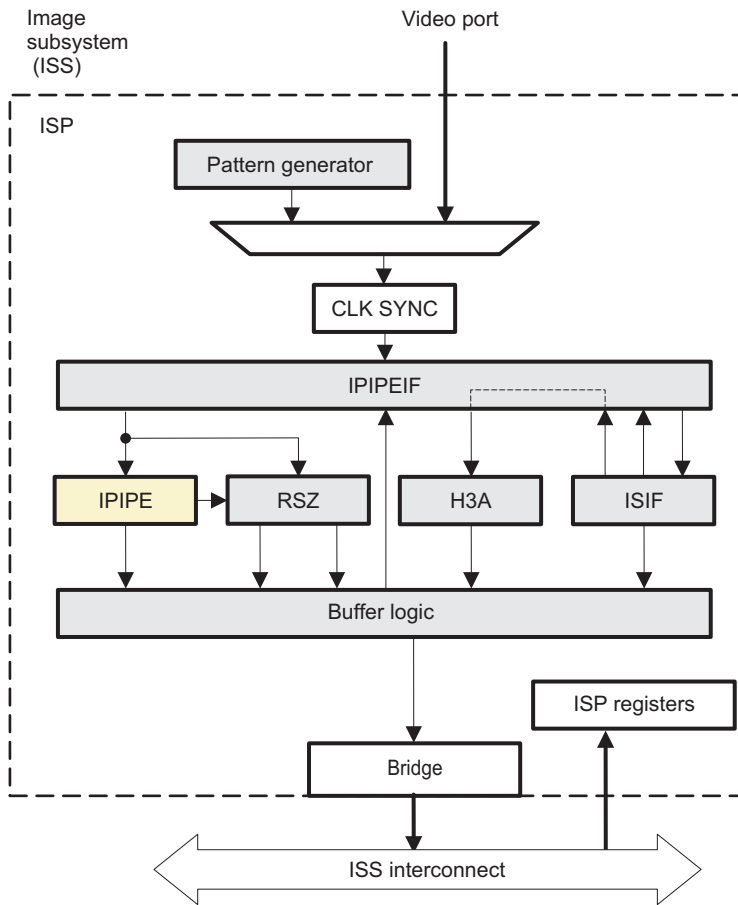 Image
subsystem
(ISS)
Video port
ISP
Pattern generator
CLK SYNC
IPIPEIF
IPIPE
RSZ
H3A
ISIF
Buffer logic
ISP registers
Bridge
ISS interconnect